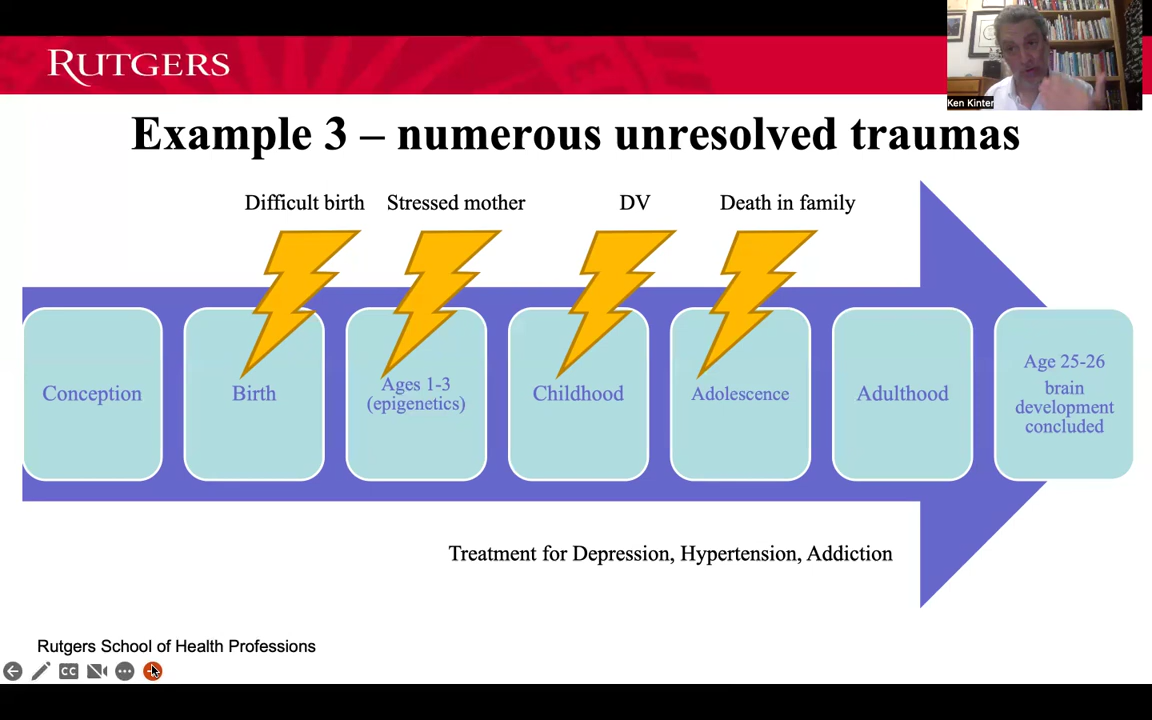 RUTGERS
Ken Kinter
Example 3 – numerous unresolved traumas
Difficult birth
Stressed mother
DV
Death in family
Conception
Birth
Ages 1-3
(epigenetics)
Childhood
Adolescence
Adulthood
Age 25-26
brain
development
concluded
Treatment for Depression, Hypertension, Addiction
Rutgers School of Health Professions
CC